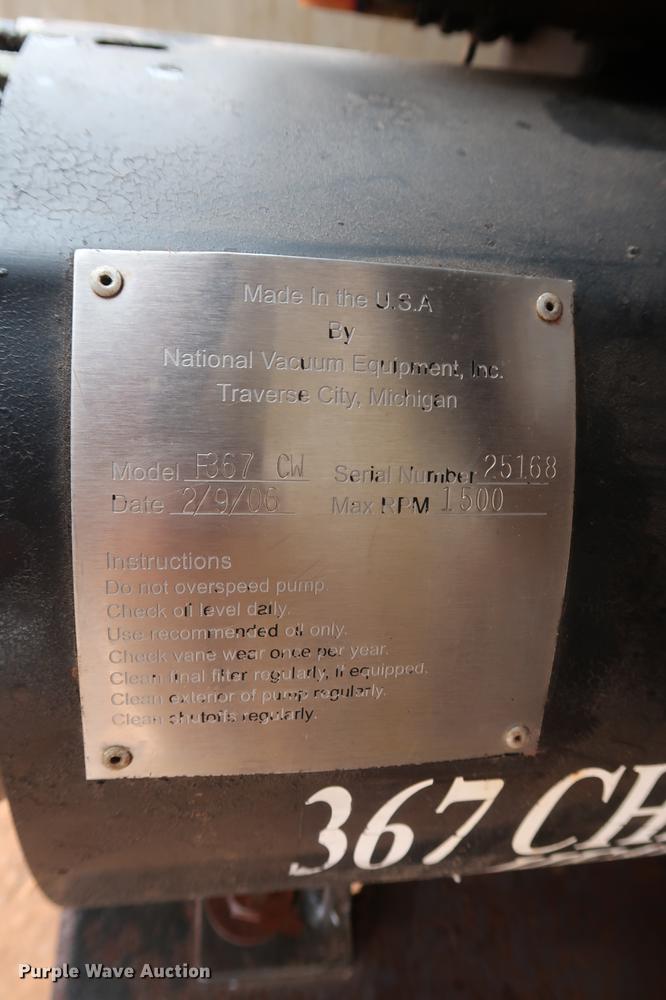 Made In the U.S.A
By
National Vacuum Equipment, Inc.
Traverse City, Michigan
Model F367 CW Serial Number 25168
Date 2/9/06 Max RPM 1500
Instructions
Do not overspeed pump.
Check oil level daily.
Use recommended oil only.
Check vane wear once per year.
Clean final filter regularly, if equipped.
Clean exterior of pump regularly.
Clean shutoffs regularly.
367 CH
Purple Wave Auction